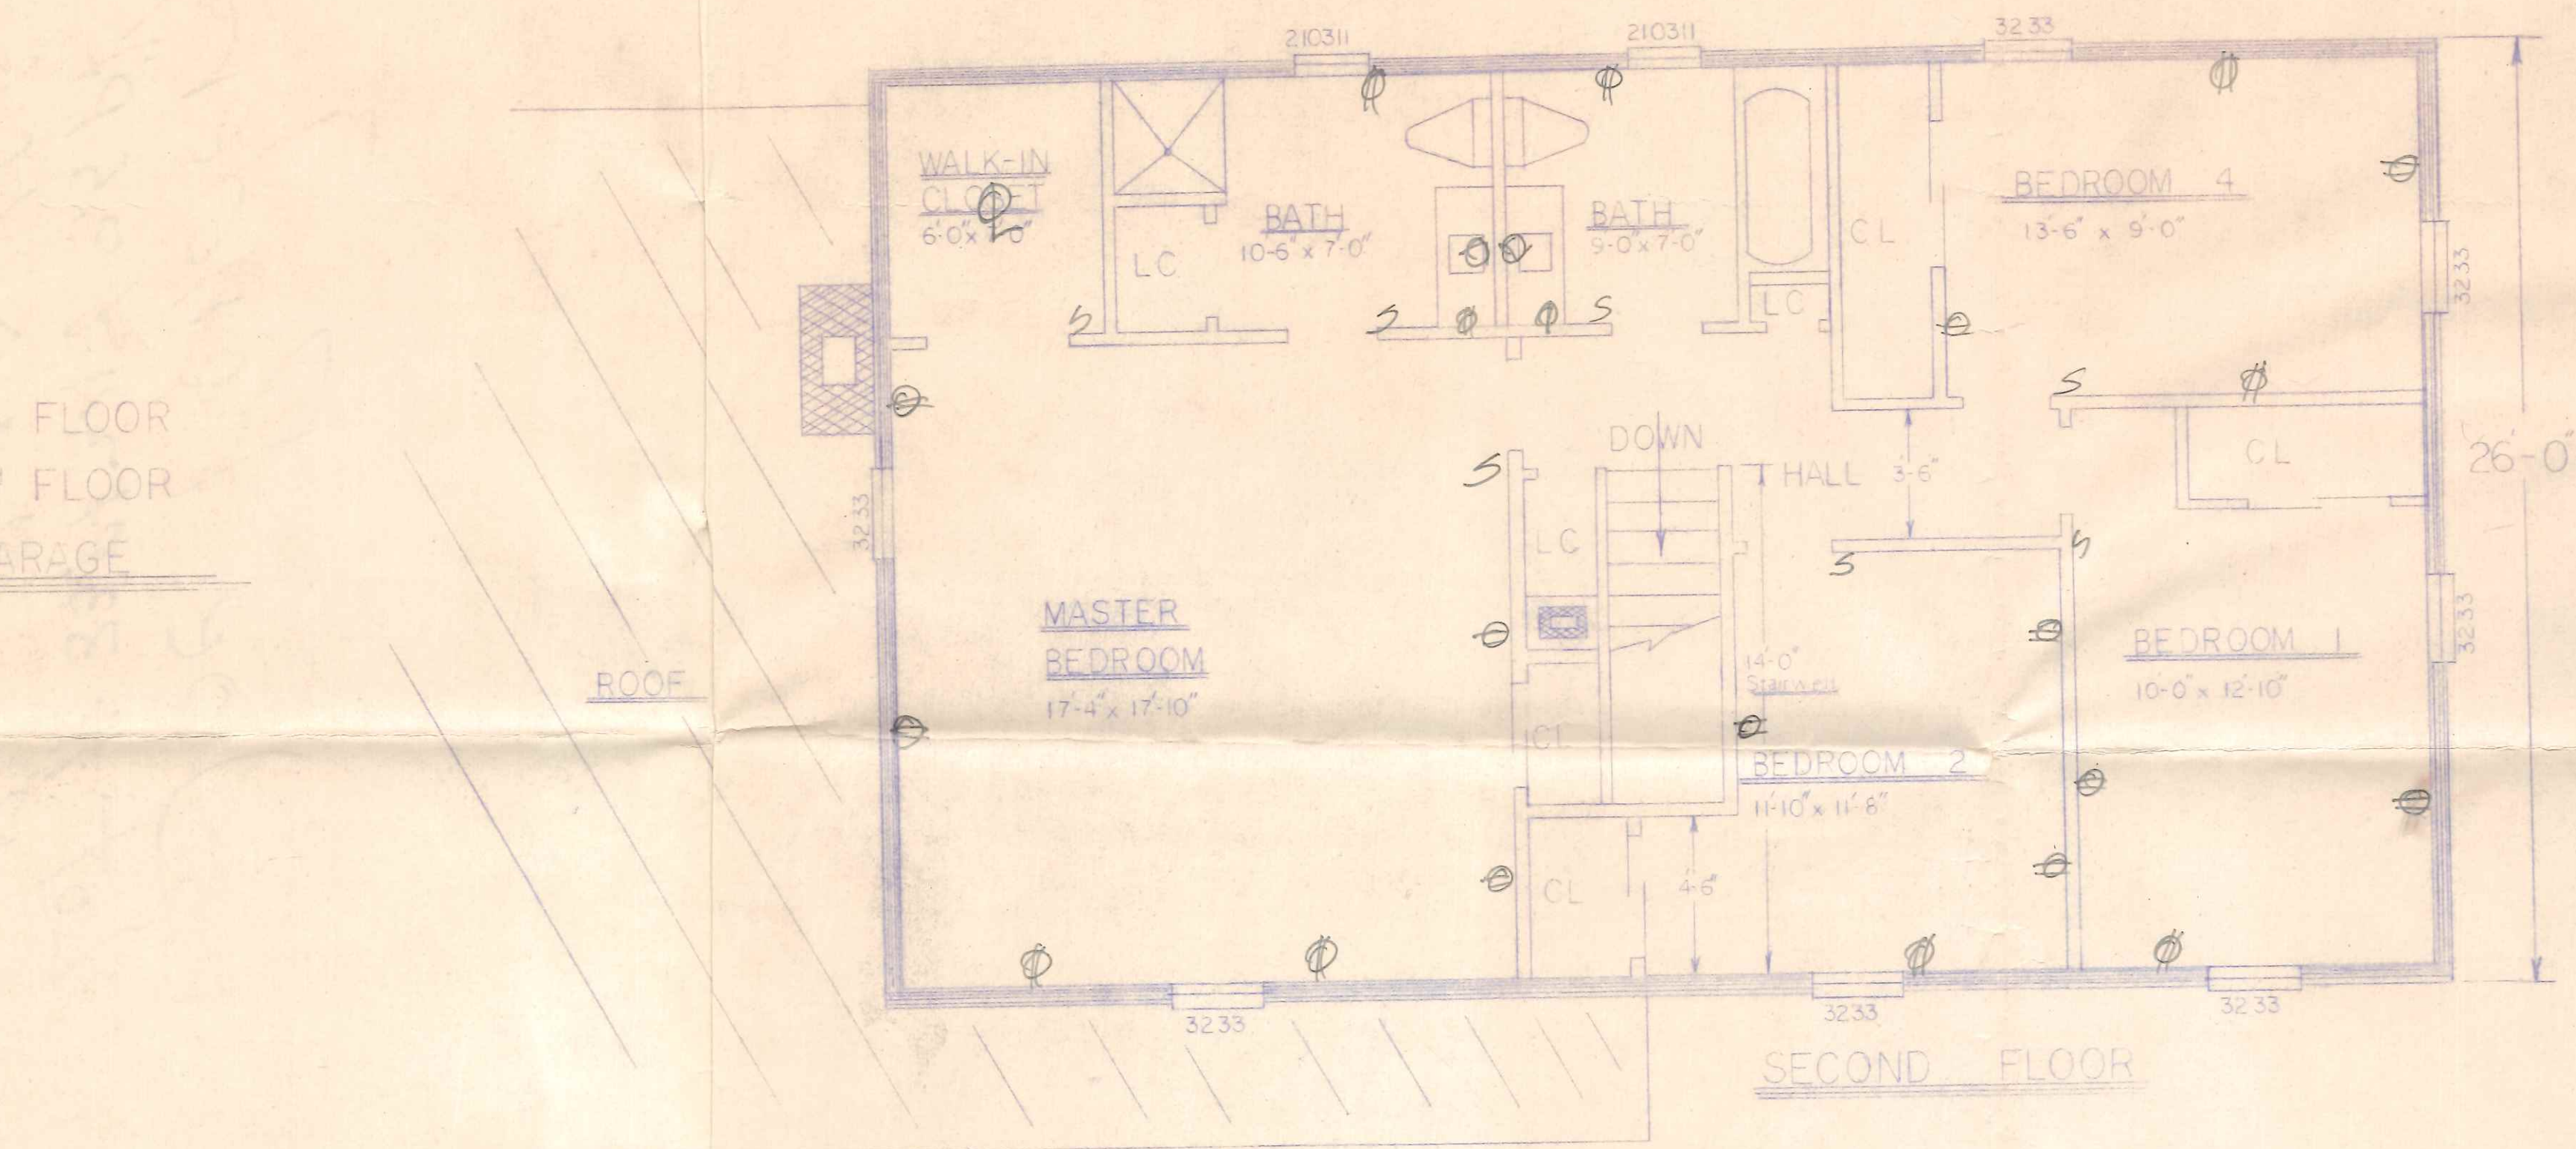 210311
210311
3233
WALK-IN
CLOSET
BATH
10'-6" x 7'-0"
BATH
9'-0" x 7'-0"
BEDROOM 4
13'-6" x 9'-0"
CL
LC
LC
3233
S
S
S
S
FLOOR
FLOOR
ARAGE
DOWN
HALL
3'-6"
CL
26'-0"
S
3233
LC
S
S
3233
MASTER
BEDROOM
17'-4" x 17'-10"
ROOF
14'-0"
Stairwell
BEDROOM 1
10'-0" x 12'-10"
CL
BEDROOM 2
11'-10" x 11'-8"
CL
4'-6"
3233
3233
3233
SECOND FLOOR